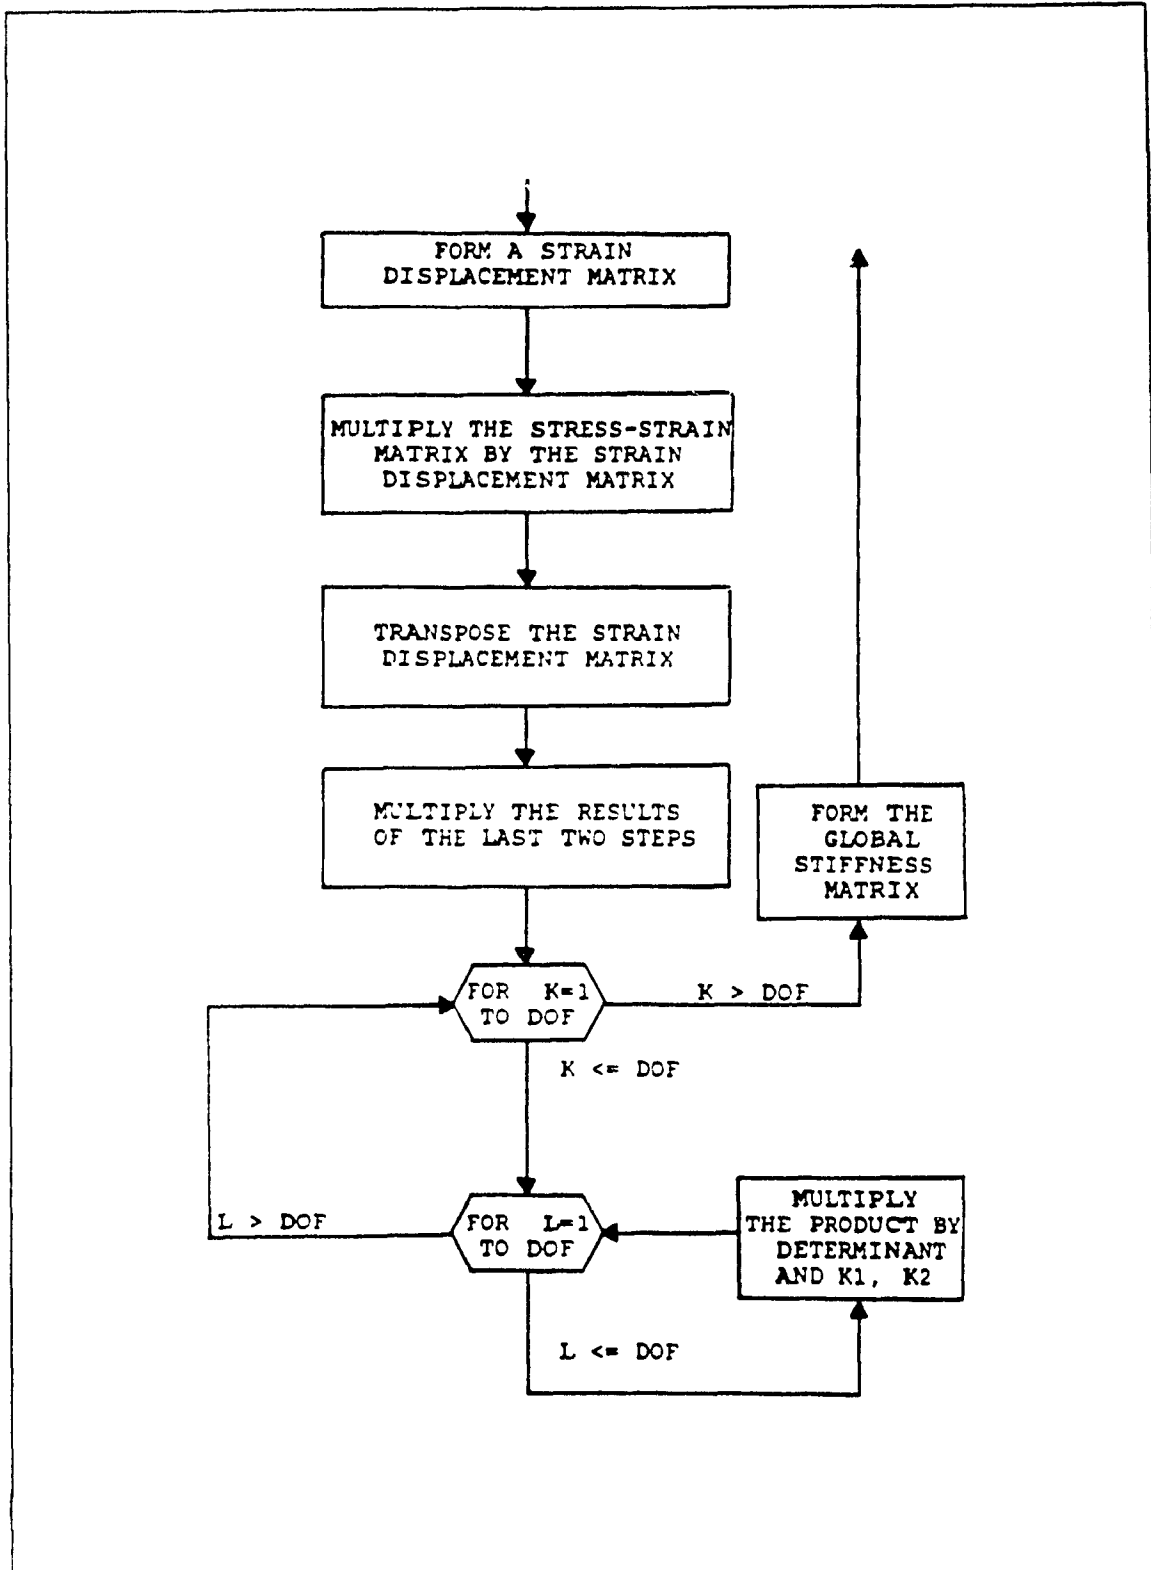 FORM A STRAIN
DISPLACEMENT MATRIX
MULTIPLY THE STRESS-STRAIN
MATRIX BY THE STRAIN
DISPLACEMENT MATRIX
TRANSPOSE THE STRAIN
DISPLACEMENT MATRIX
MULTIPLY THE RESULTS
OF THE LAST TWO STEPS
FORM THE
GLOBAL
STIFFNESS
MATRIX
FOR K=1
TO DOF
K > DOF
K <= DOF
L > DOF
FOR L=1
TO DOF
MULTIPLY
THE PRODUCT BY
DETERMINANT
AND K1, K2
L <= DOF